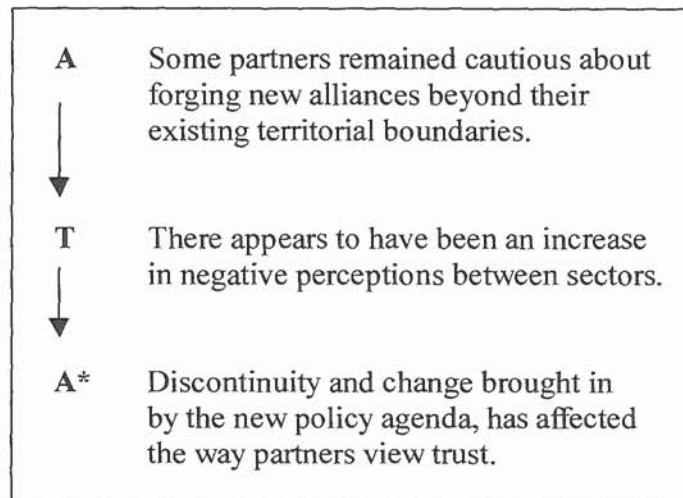 A Some partners remained cautious about
forging new alliances beyond their
existing territorial boundaries.
T There appears to have been an increase
in negative perceptions between sectors.
A* Discontinuity and change brought in
by the new policy agenda, has affected
the way partners view trust.